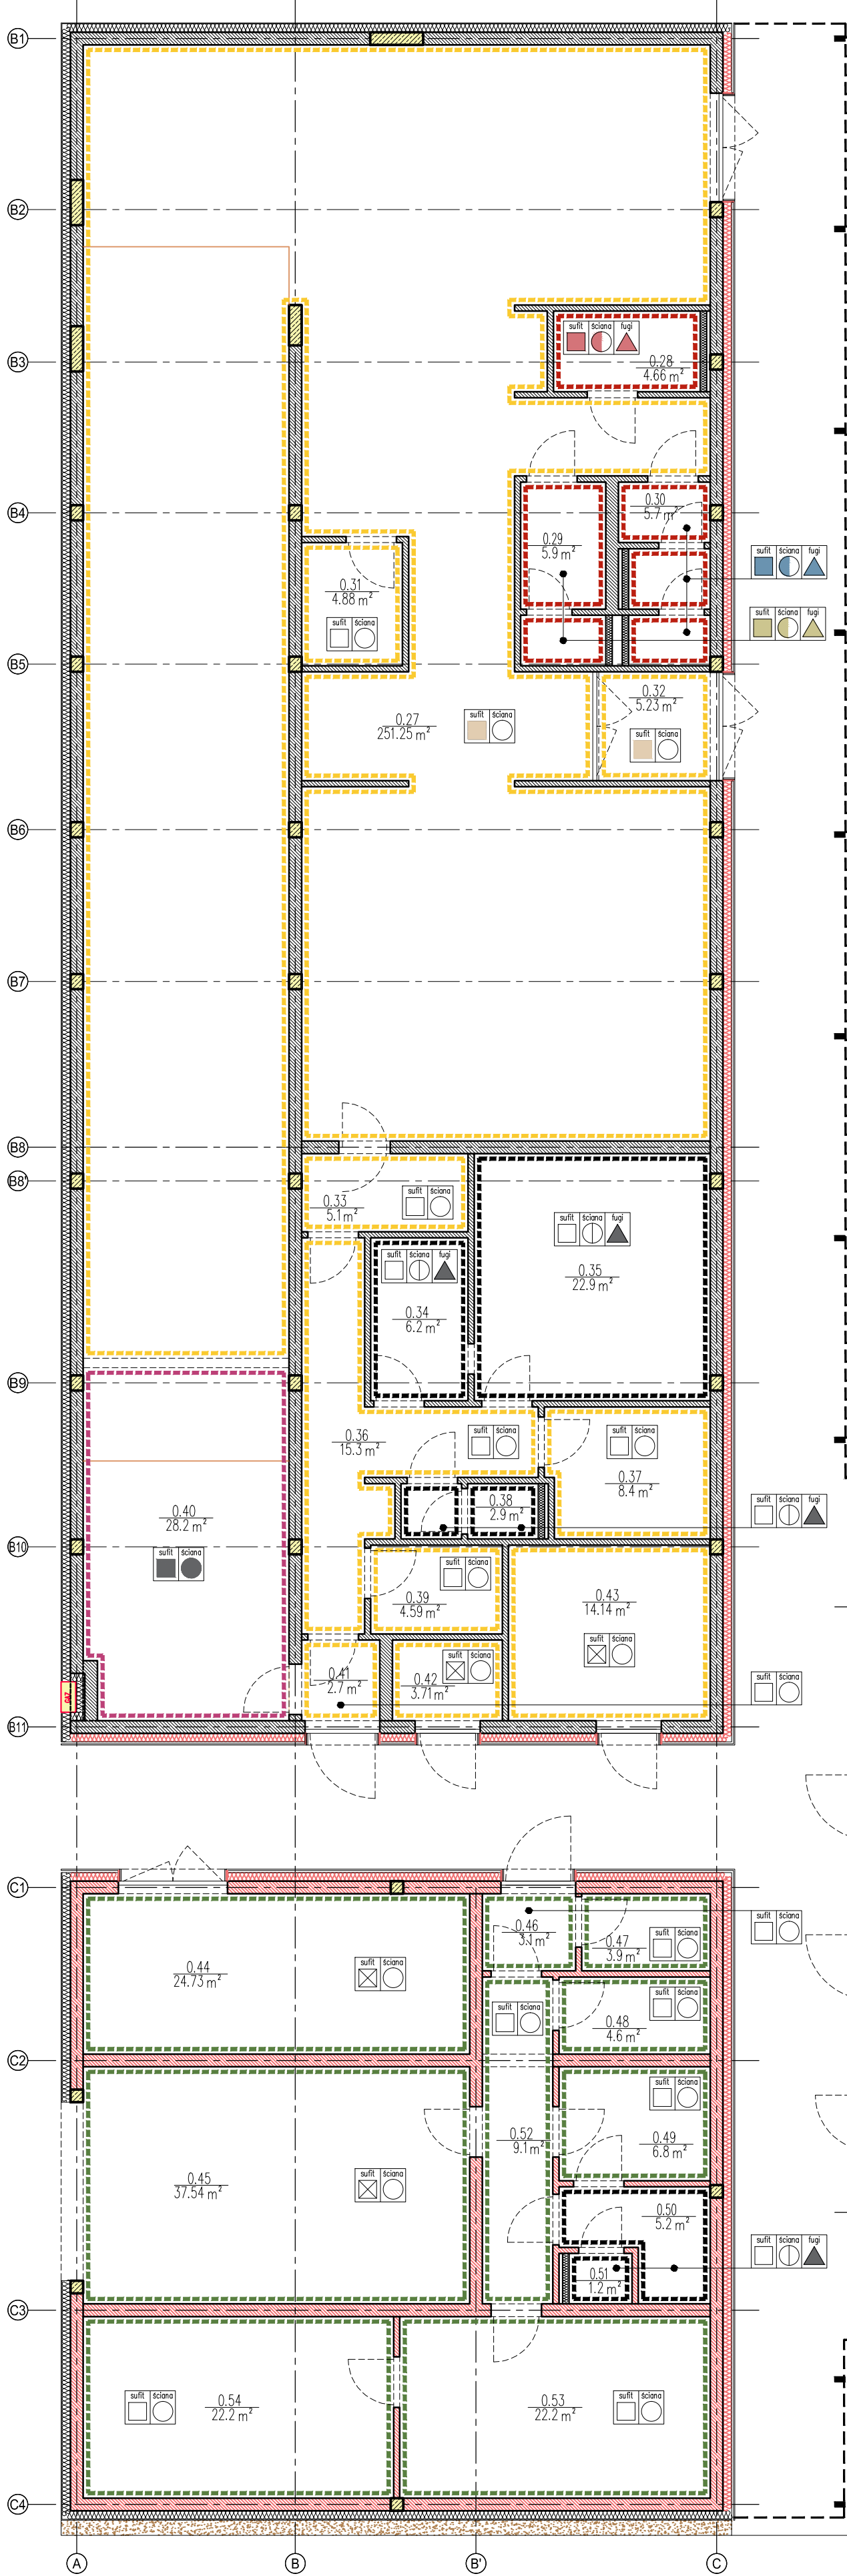 B1
B2
sufit ściana fugi
B3
0.28
4.66 m²
B4
0.30
5.7 m²
0.29
5.9 m²
sufit ściana fugi
0.31
4.88 m²
sufit ściana
sufit ściana fugi
B5
0.32
5.23 m²
0.27
251.25 m²
sufit ściana
sufit ściana
B6
B7
B8
B8'
0.33
5.1 m²
sufit ściana
sufit ściana fugi
sufit ściana fugi
0.35
22.9 m²
0.34
6.2 m²
B9
0.36
15.3 m²
sufit ściana
sufit ściana
0.37
8.4 m²
0.40
28.2 m²
0.38
2.9 m²
sufit ściana fugi
B10
sufit ściana
sufit ściana
0.39
4.59 m²
0.43
14.14 m²
sufit ściana
sufit ściana
0.41
2.7 m²
0.42
3.71 m²
sufit ściana
B11
C1
0.46
3.1 m²
sufit ściana
0.47
3.9 m²
sufit ściana
0.44
24.73 m²
sufit ściana
sufit ściana
sufit ściana
0.48
4.6 m²
C2
sufit ściana
0.52
9.1 m²
0.49
6.8 m²
0.45
37.54 m²
sufit ściana
0.50
5.2 m²
sufit ściana fugi
0.51
1.2 m²
C3
sufit ściana
0.54
22.2 m²
0.53
22.2 m²
sufit ściana
C4
A B B' C